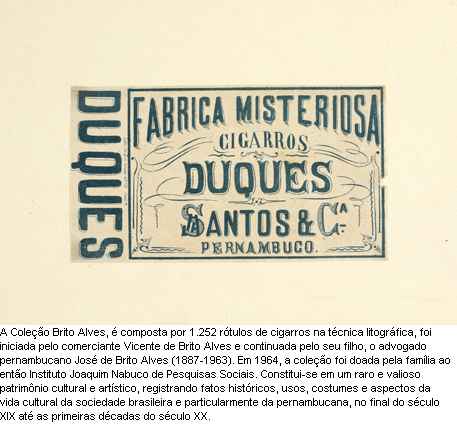 DUQUES
FABRICA MISTERIOSA
CIGARROS
DUQUES
SANTOS & Cᴬ.
PERNAMBUCO.
A Coleção Brito Alves, é composta por 1.252 rótulos de cigarros na técnica litográfica, foi
iniciada pelo comerciante Vicente de Brito Alves e continuada pelo seu filho, o advogado
pernambucano José de Brito Alves (1887-1963). Em 1964, a coleção foi doada pela família ao
então Instituto Joaquim Nabuco de Pesquisas Sociais. Constitui-se em um raro e valioso
patrimônio cultural e artístico, registrando fatos históricos, usos, costumes e aspectos da
vida cultural da sociedade brasileira e particularmente da pernambucana, no final do século
XIX até as primeiras décadas do século XX.